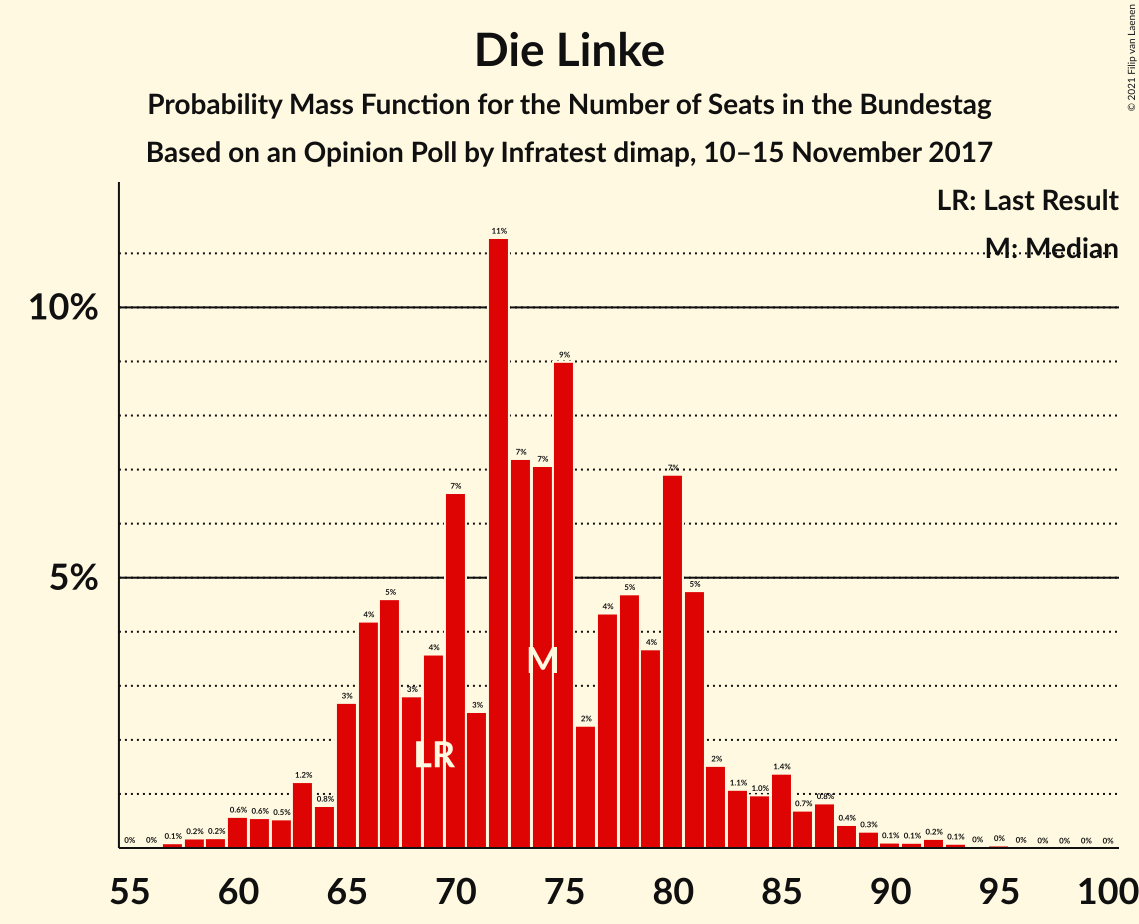 Die Linke
Probability Mass Function for the Number of Seats in the Bundestag
Based on an Opinion Poll by Infratest dimap, 10–15 November 2017
© 2021 Filip van Laenen
LR: Last Result
M: Median
10%
5%
0% 0% 0.1% 0.2% 0.2% 0.6% 0.6% 0.5% 1.2% 0.8% 3% 4% 5% 3% 4% 7% 3% 11% 7% 7% 9% 2% 4% 5% 4% 7% 5% 2% 1.1% 1.0% 1.4% 0.7% 0.8% 0.4% 0.3% 0.1% 0.1% 0.2% 0.1% 0% 0% 0% 0% 0% 0% 0%
M
LR
55 60 65 70 75 80 85 90 95 100